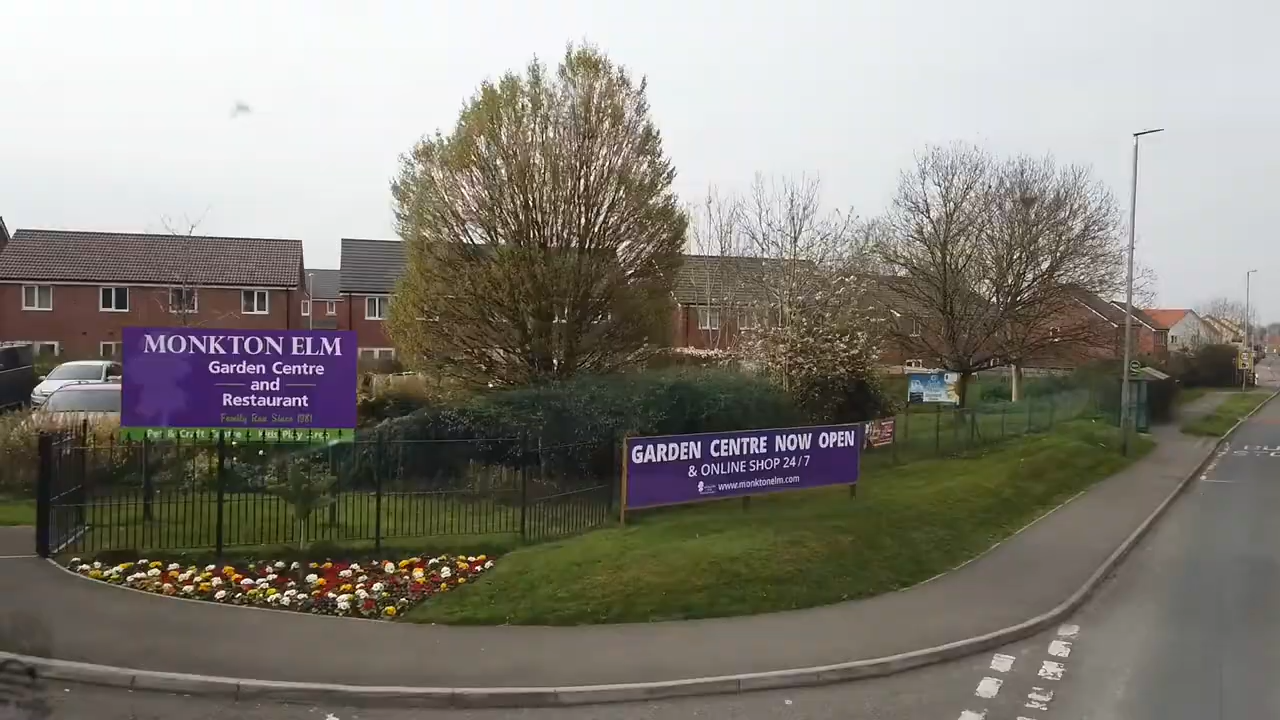 MONKTON ELM
Garden Centre
and
Restaurant
Family Run Since 1981
GARDEN CENTRE NOW OPEN
& ONLINE SHOP 24/7
www.monktonelm.com